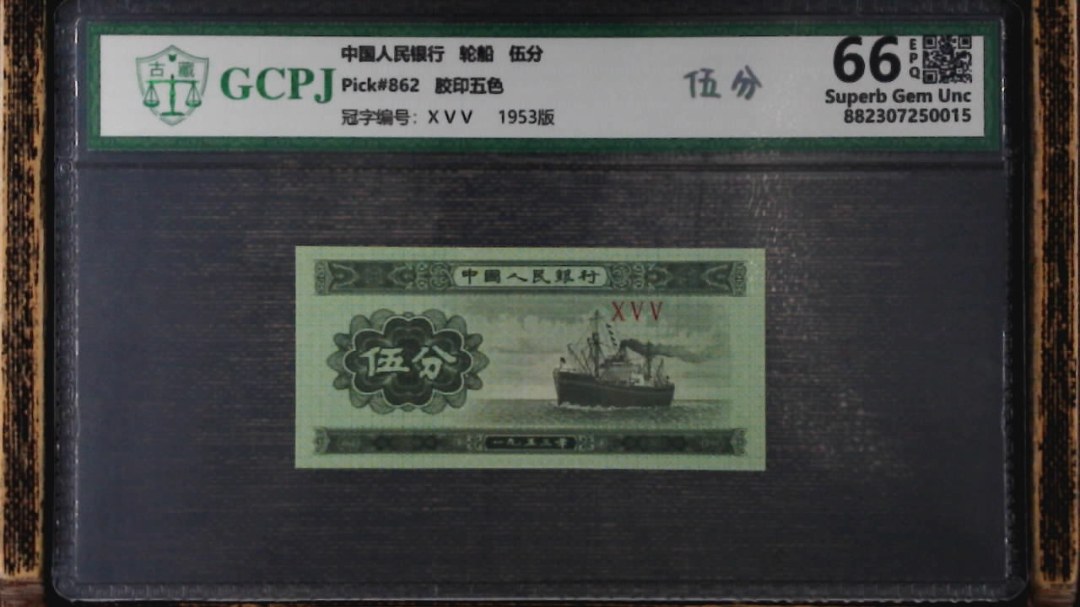 古藏
GCPJ
中国人民银行 轮船 伍分
Pick#862 胶印五色
冠字编号: X V V 1953版
伍分
66 EPQ
Superb Gem Unc
882307250015
中國人民銀行
XVV
伍分
一九五三年